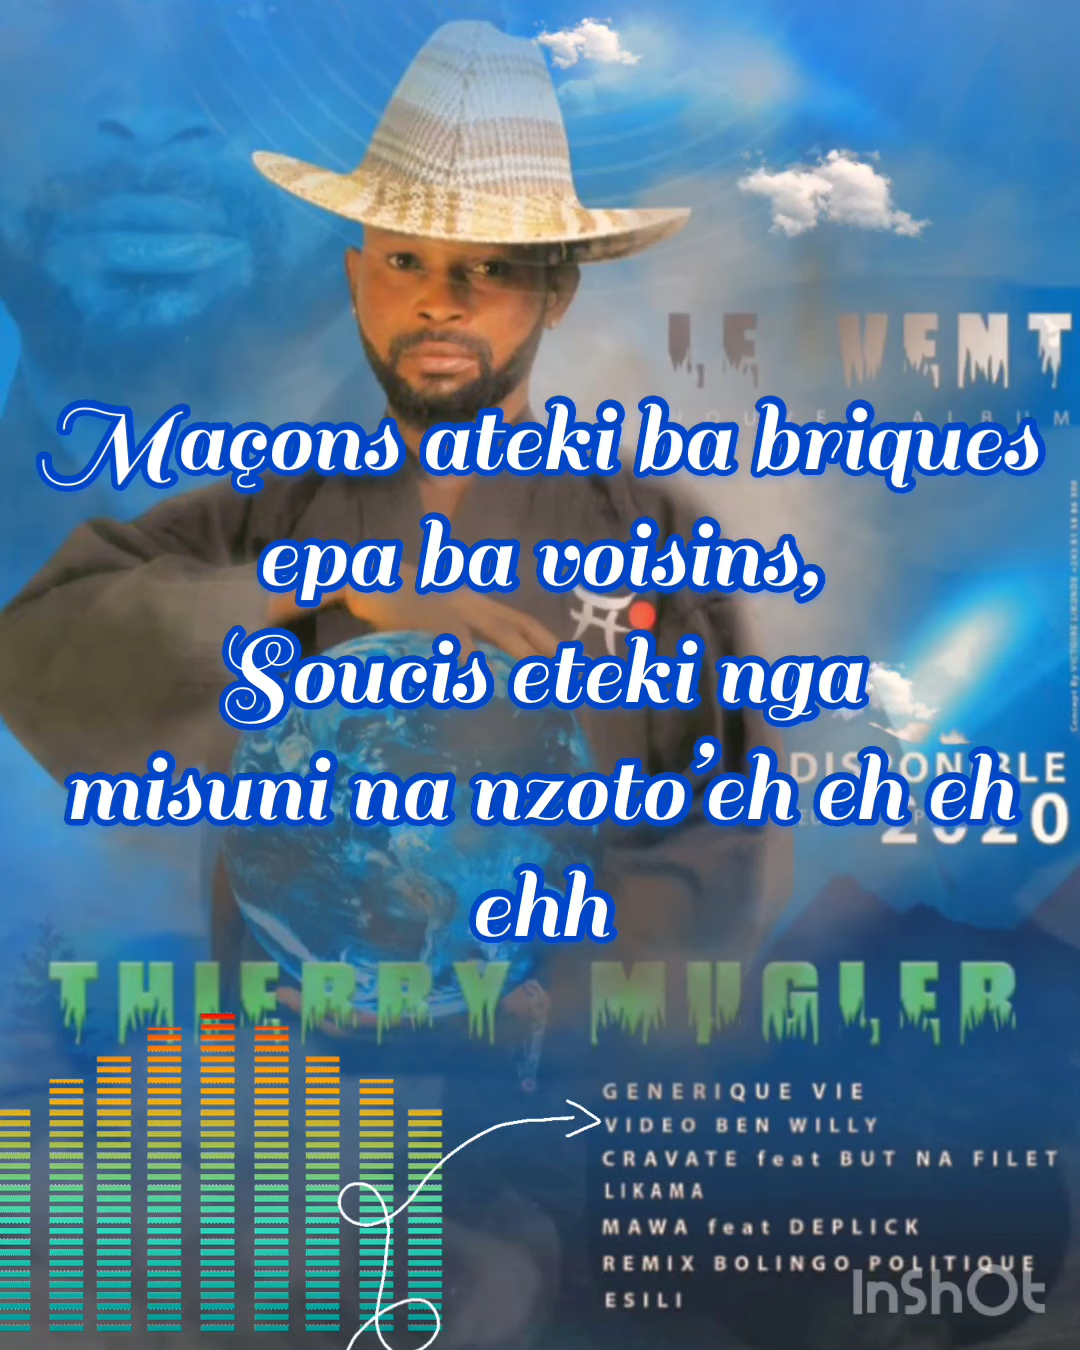 LE VENT
NOUVEL ALBUM
Maçons ateki ba briques
epa ba voisins,
Soucis eteki nga
misuni na nzoto’eh eh eh
ehh
DISPONIBLE
2020
THIERRY MUGLER
GENERIQUE VIE
VIDEO BEN WILLY
CRAVATE feat BUT NA FILET
LIKAMA
MAWA feat DEPLICK
REMIX BOLINGO POLITIQUE
ESILI
InShOt